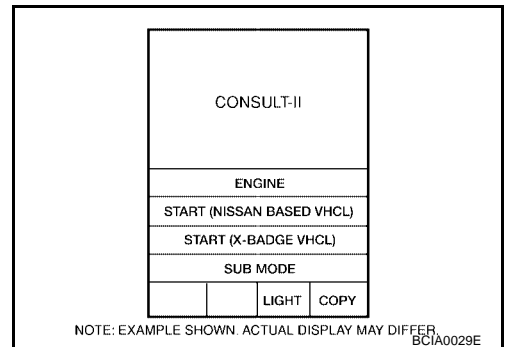 CONSULT-II
ENGINE
START (NISSAN BASED VHCL)
START (X-BADGE VHCL)
SUB MODE
LIGHT COPY
NOTE: EXAMPLE SHOWN. ACTUAL DISPLAY MAY DIFFER.
BCIA0029E